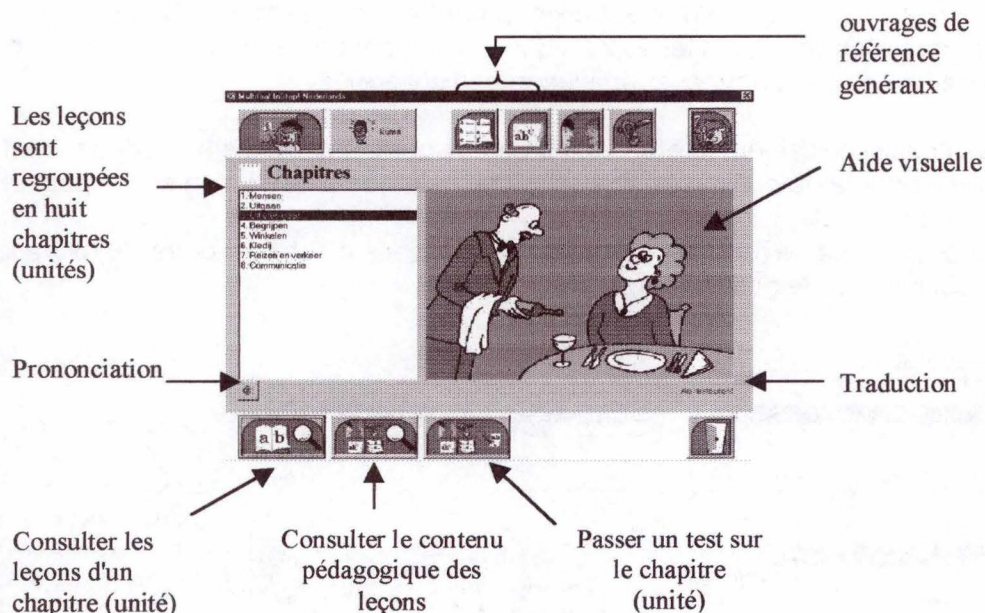 ouvrages de
référence
généraux
Les leçons
sont
regroupées
en huit
chapitres
(unités)
Aide visuelle
Chapitres
1. Mensen
2. Uitgaan
4. Begrijpen
5. Winkelen
6. Kledij
7. Reizen en verkeer
8. Communicatie
Prononciation
Traduction
a b
Consulter les
leçons d'un
chapitre (unité)
Consulter le contenu
pédagogique des
leçons
Passer un test sur
le chapitre
(unité)